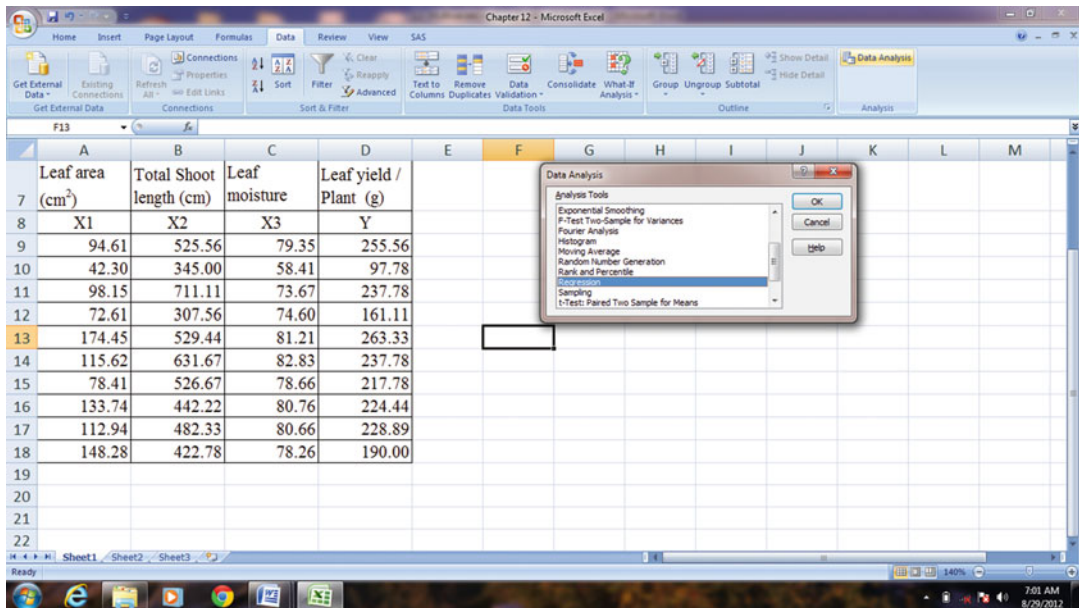 Chapter 12 - Microsoft Excel
Home Insert Page Layout Formulas Data Review View SAS
Get External Data
Existing Connections
Refresh All
Connections
Properties
Edit Links
Sort
Filter
Clear
Reapply
Advanced
Text to Columns
Remove Duplicates
Data Validation
Consolidate
What-If Analysis
Group
Ungroup
Subtotal
Show Detail
Hide Detail
Data Analysis
Get External Data Connections Sort & Filter Data Tools Outline Analysis
F13 fx
A B C D E F G H I J K L M
7 Leaf area (cm²) Total Shoot length (cm) Leaf moisture Leaf yield / Plant (g)
8 X1 X2 X3 Y
9 94.61 525.56 79.35 255.56
10 42.30 345.00 58.41 97.78
11 98.15 711.11 73.67 237.78
12 72.61 307.56 74.60 161.11
13 174.45 529.44 81.21 263.33
14 115.62 631.67 82.83 237.78
15 78.41 526.67 78.66 217.78
16 133.74 442.22 80.76 224.44
17 112.94 482.33 80.66 228.89
18 148.28 422.78 78.26 190.00
19
20
21
22
Data Analysis
Analysis Tools
Exponential Smoothing
F-Test Two-Sample for Variances
Fourier Analysis
Histogram
Moving Average
Random Number Generation
Rank and Percentile
Regression
Sampling
t-Test: Paired Two Sample for Means
OK
Cancel
Help
Sheet1 Sheet2 Sheet3
Ready
140%
7:01 AM
8/29/2012